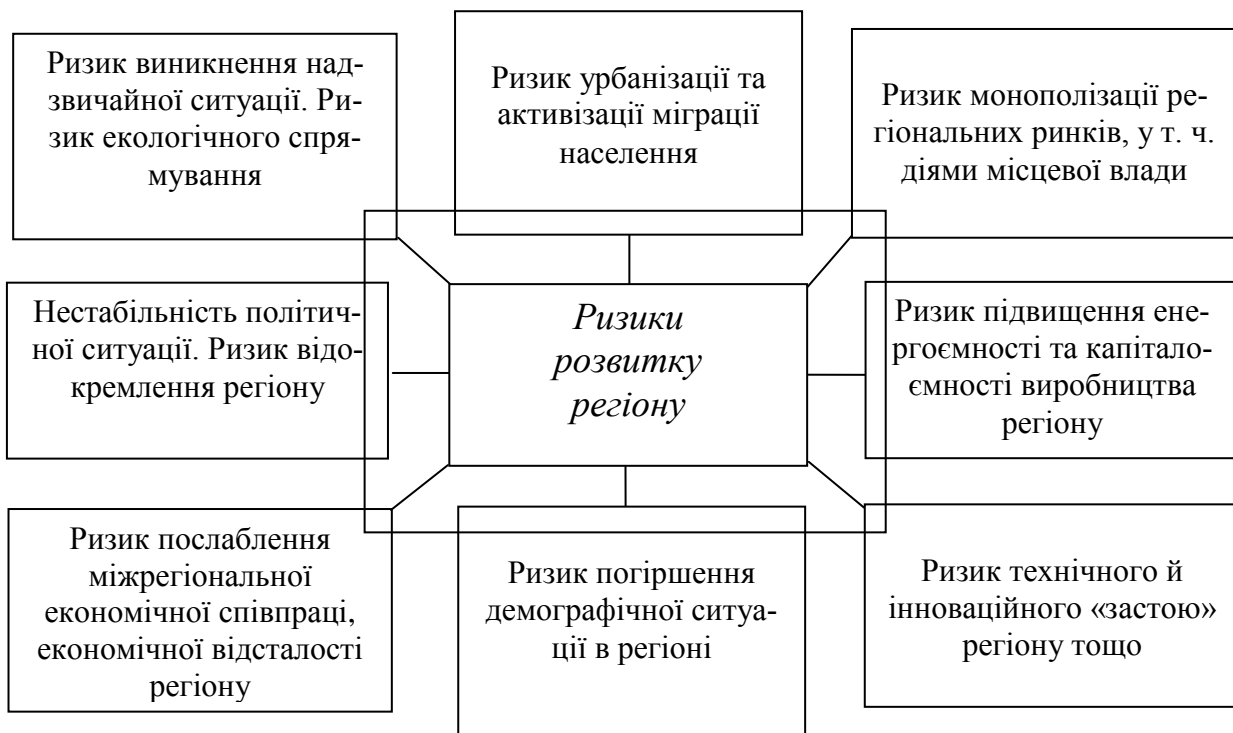 Ризик виникнення над-
звичайної ситуації. Ри-
зик екологічного спря-
мування
Ризик урбанізації та
активізації міграції
населення
Ризик монополізації ре-
гіональних ринків, у т. ч.
діями місцевої влади
Нестабільність політич-
ної ситуації. Ризик відо-
кремлення регіону
Ризики
розвитку
регіону
Ризик підвищення ене-
ргоємності та капітало-
ємності виробництва
регіону
Ризик послаблення
міжрегіональної
економічної співпраці,
економічної відсталості
регіону
Ризик погіршення
демографічної ситуа-
ції в регіоні
Ризик технічного й
інноваційного «застою»
регіону тощо